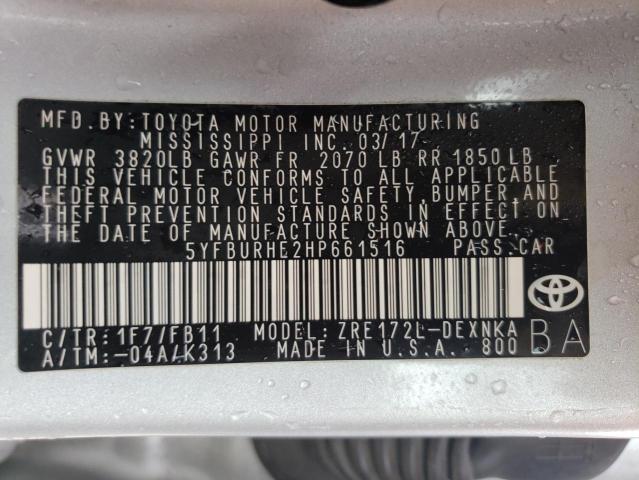 MFD.BY:TOYOTA MOTOR MANUFACTURING
MISSISSIPPI INC. 03/17
GVWR 3820LB GAWR FR 2070LB RR 1850LB
THIS VEHICLE CONFORMS TO ALL APPLICABLE
FEDERAL MOTOR VEHICLE SAFETY, BUMPER, AND
THEFT PREVENTION STANDARDS IN EFFECT ON
THE DATE OF MANUFACTURE SHOWN ABOVE.
5YFBURHE2HP661516 PASS.CAR
C/TR:1F7/FB11 MODEL:ZRE172L-DEXNKA
A/TM:-04A/K313 MADE IN U.S.A. 800
BA